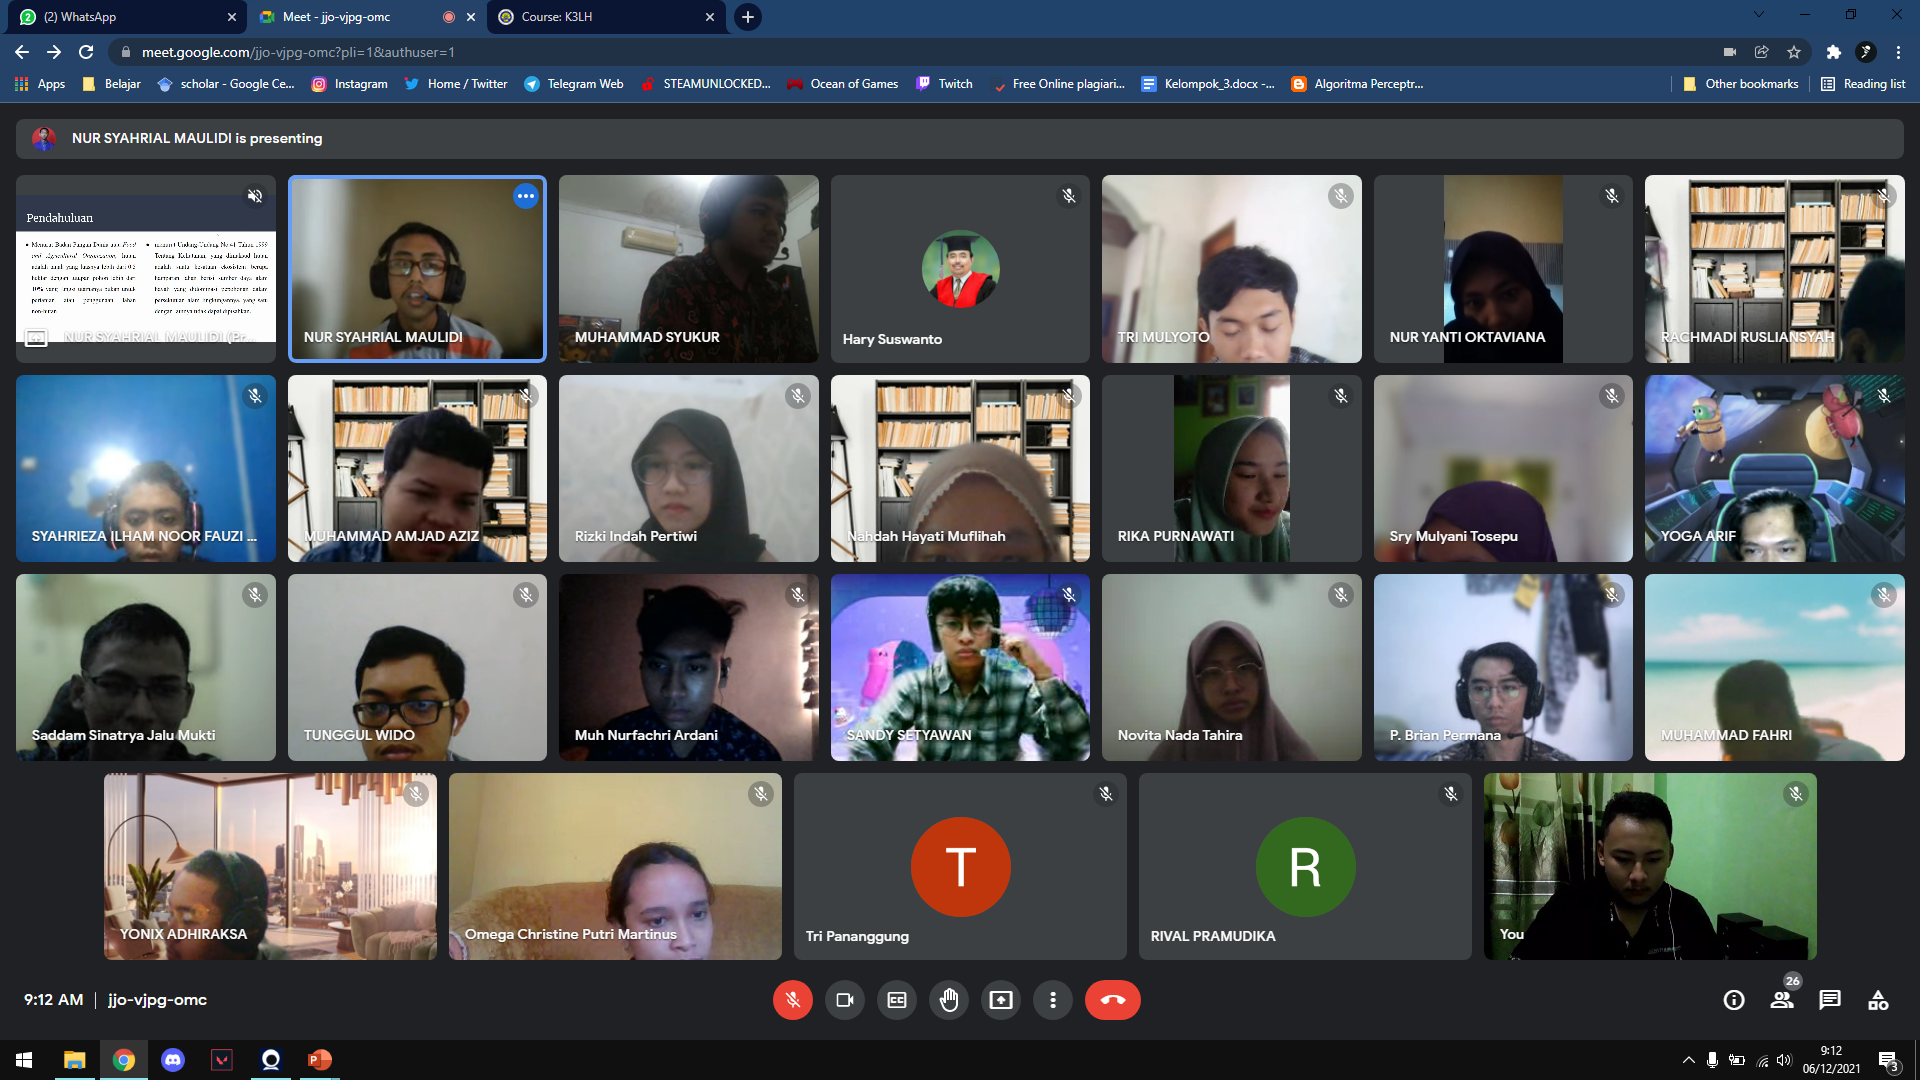 (2) WhatsApp
Meet - jjo-vjpg-omc
Course: K3LH
meet.google.com/jjo-vjpg-omc?pli=1&authuser=1
Apps
Belajar
scholar - Google Ce...
Instagram
Home / Twitter
Telegram Web
STEAMUNLOCKED...
Ocean of Games
Twitch
Free Online plagiari...
Kelompok_3.docx -...
Algoritma Perceptr...
Other bookmarks
Reading list
NUR SYAHRIAL MAULIDI is presenting
Pendahuluan
NUR SYAHRIAL MAULIDI (Pr...
NUR SYAHRIAL MAULIDI
MUHAMMAD SYUKUR
Hary Suswanto
TRI MULYOTO
NUR YANTI OKTAVIANA
RACHMADI RUSLIANSYAH
SYAHRIEZA ILHAM NOOR FAUZI ...
MUHAMMAD AMJAD AZIZ
Rizki Indah Pertiwi
Nahdah Hayati Muflihah
RIKA PURNAWATI
Sry Mulyani Tosepu
YOGA ARIF
Saddam Sinatrya Jalu Mukti
TUNGGUL WIDO
Muh Nurfachri Ardani
SANDY SETYAWAN
Novita Nada Tahira
P. Brian Permana
MUHAMMAD FAHRI
YONIX ADHIRAKSA
Omega Christine Putri Martinus
T
Tri Pananggung
R
RIVAL PRAMUDIKA
You
9:12 AM | jjo-vjpg-omc
26
9:12
06/12/2021
3